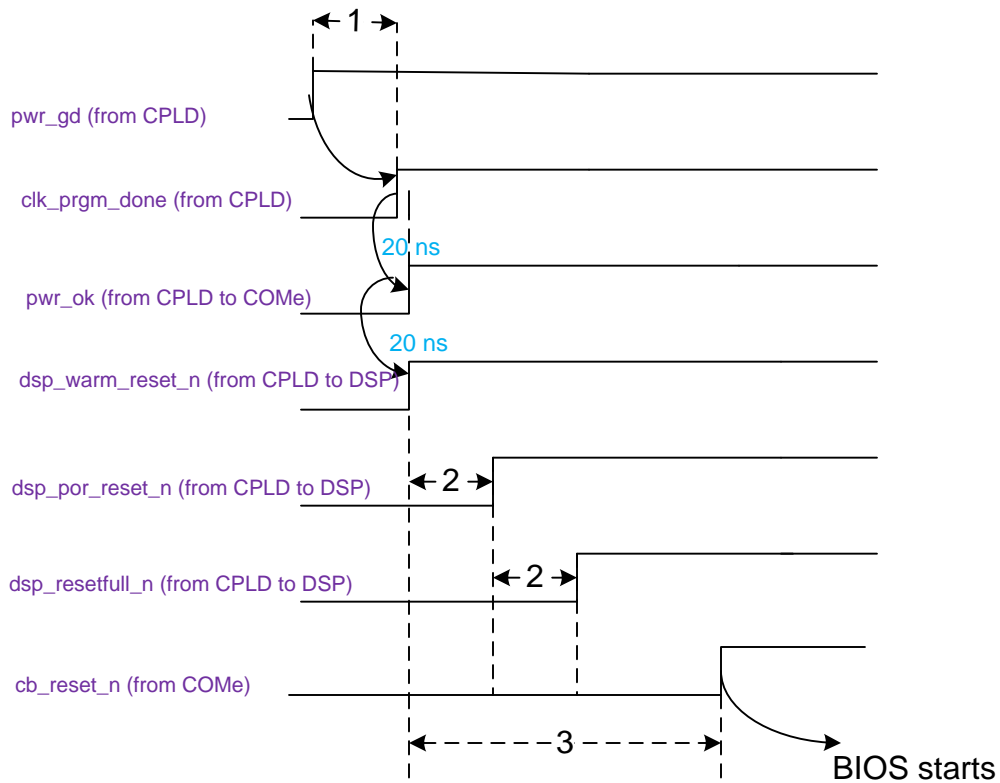 1
pwr_gd (from CPLD)
clk_prgm_done (from CPLD)
20 ns
pwr_ok (from CPLD to COMe)
20 ns
dsp_warm_reset_n (from CPLD to DSP)
2
dsp_por_reset_n (from CPLD to DSP)
2
dsp_resetfull_n (from CPLD to DSP)
cb_reset_n (from COMe)
3
BIOS starts